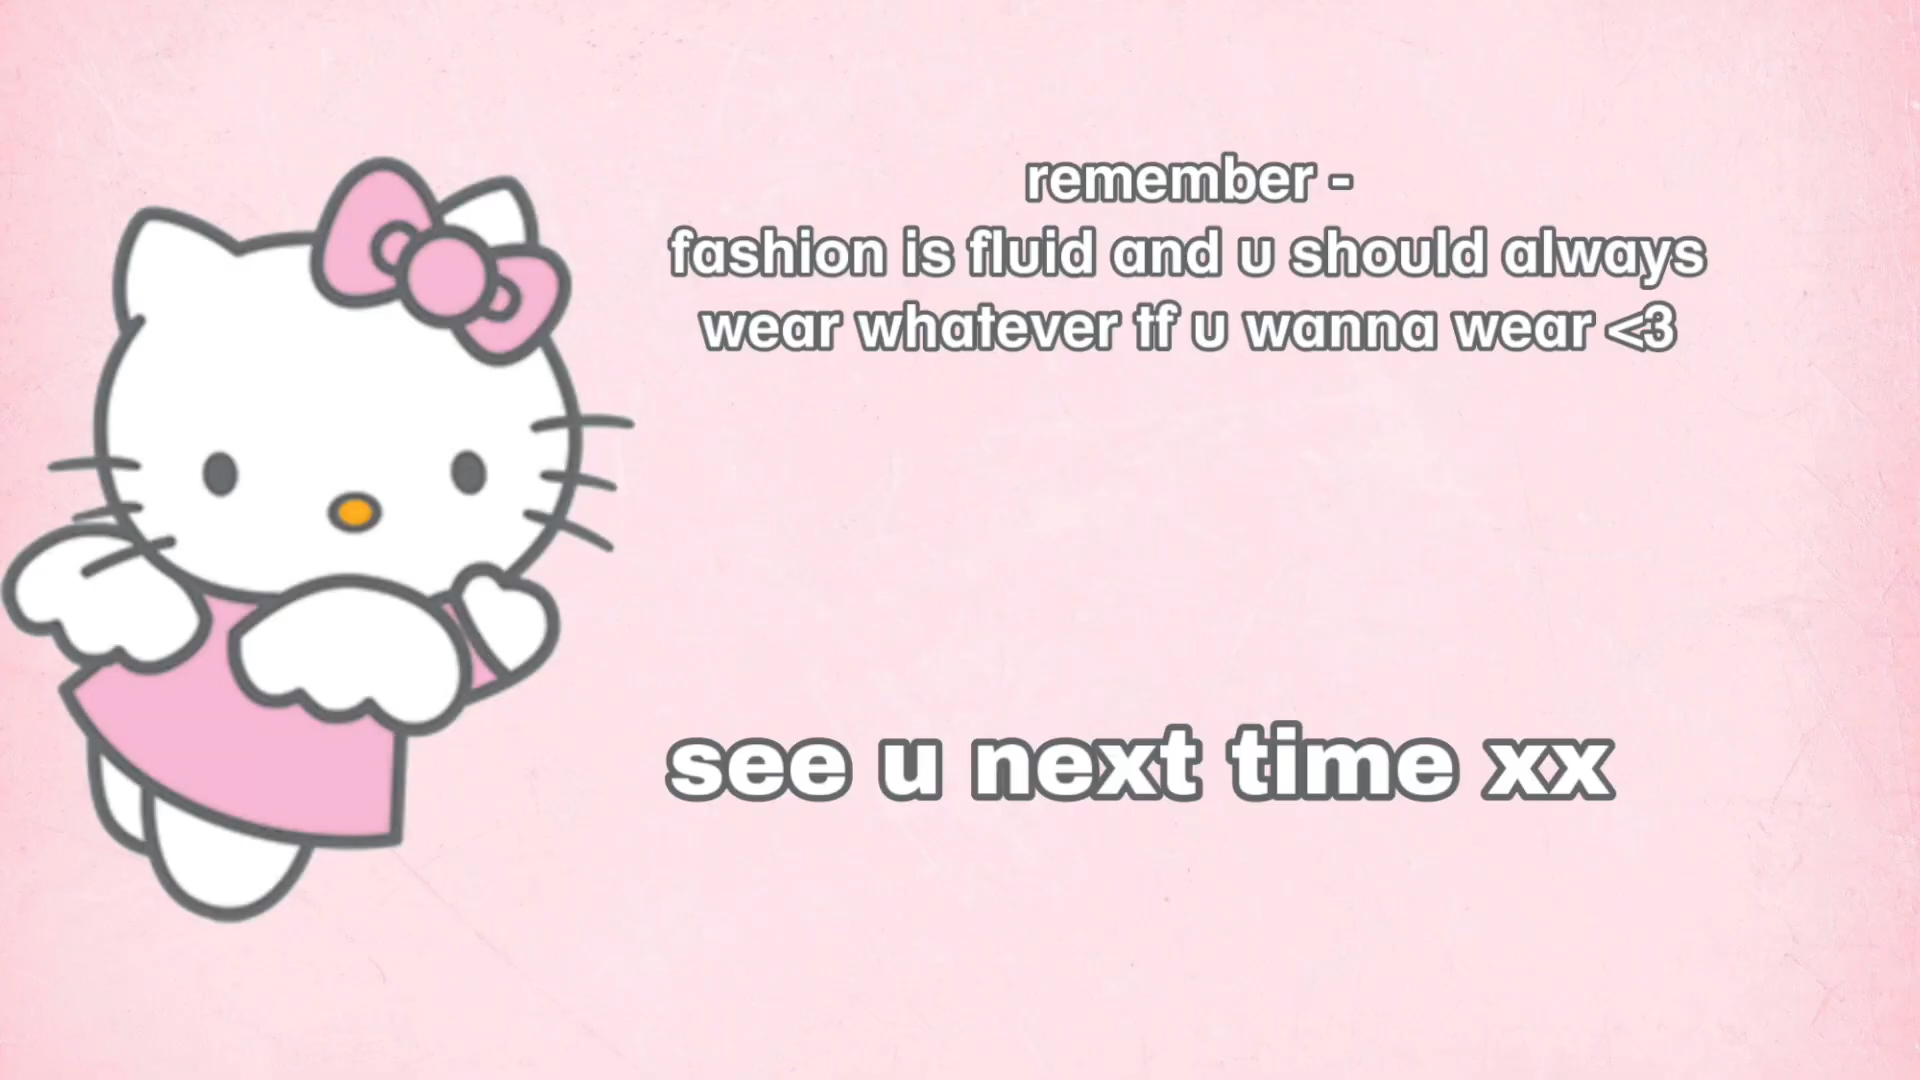 remember -
fashion is fluid and u should always
wear whatever tf u wanna wear <3
see u next time xx